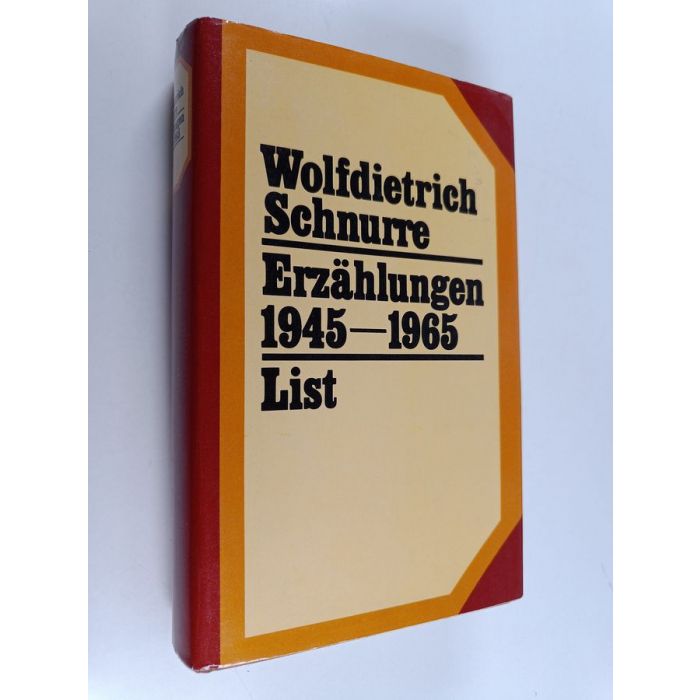 Wolfdietrich
Schnurre
Erzählungen
1945—1965
List